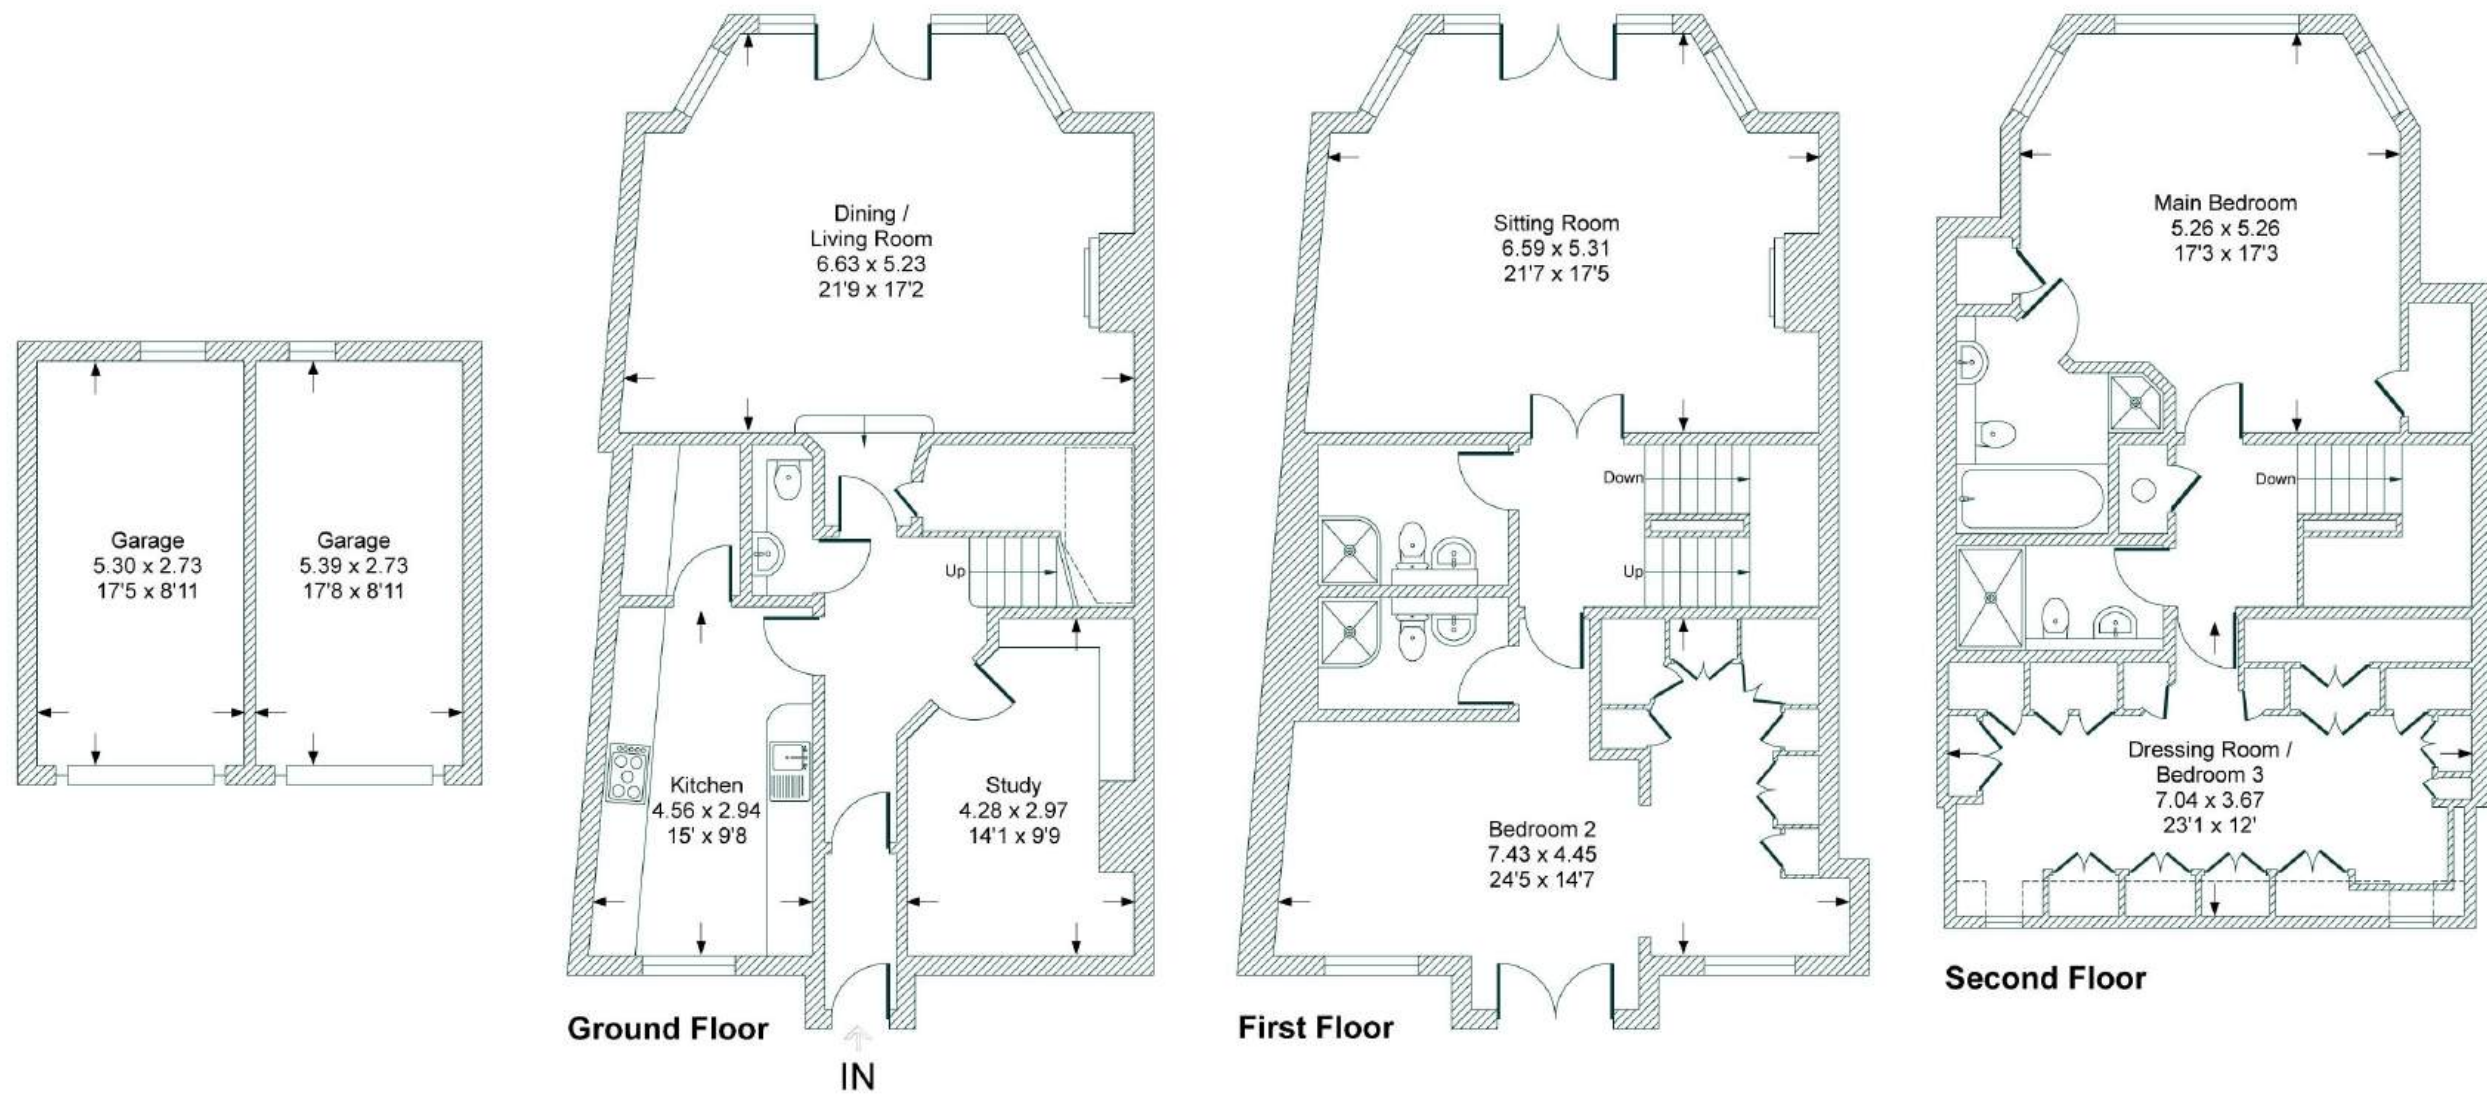 Garage
5.30 x 2.73
17'5 x 8'11
Garage
5.39 x 2.73
17'8 x 8'11
Dining /
Living Room
6.63 x 5.23
21'9 x 17'2
Up
Kitchen
4.56 x 2.94
15' x 9'8
Study
4.28 x 2.97
14'1 x 9'9
Ground Floor
IN
Sitting Room
6.59 x 5.31
21'7 x 17'5
Down
Up
Bedroom 2
7.43 x 4.45
24'5 x 14'7
First Floor
Main Bedroom
5.26 x 5.26
17'3 x 17'3
Down
Dressing Room /
Bedroom 3
7.04 x 3.67
23'1 x 12'
Second Floor